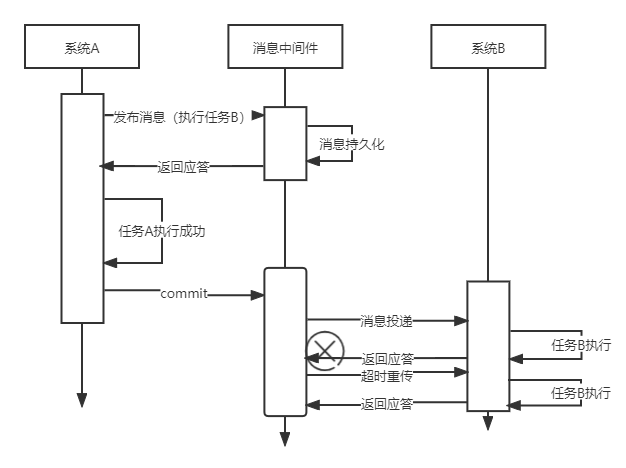 系统A
消息中间件
系统B
发布消息（执行任务B）
消息持久化
返回应答
任务A执行成功
commit
消息投递
任务B执行
返回应答
超时重传
任务B执行
返回应答